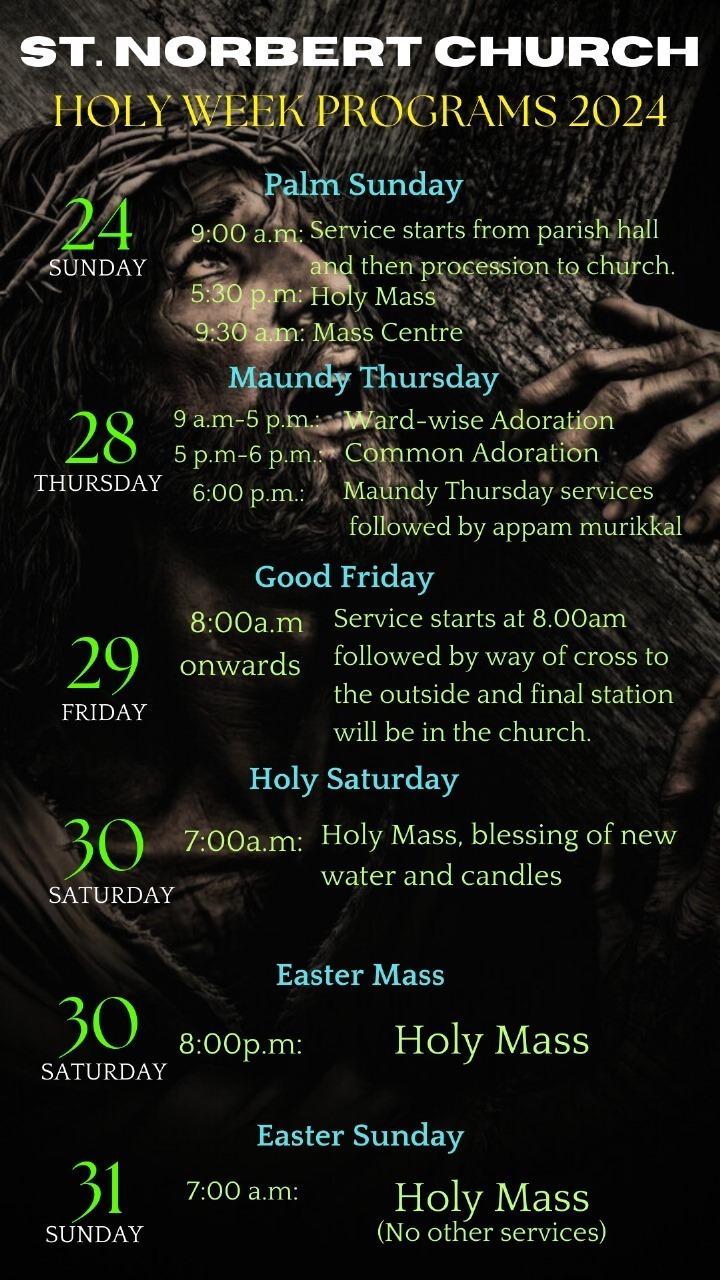 ST. NORBERT CHURCH
HOLY WEEK PROGRAMS 2024
Palm Sunday
24
SUNDAY
9:00 a.m: Service starts from parish hall
and then procession to church.
5:30 p.m: Holy Mass
9:30 a.m: Mass Centre
Maundy Thursday
28
THURSDAY
9 a.m-5 p.m.: Ward-wise Adoration
5 p.m-6 p.m.: Common Adoration
6:00 p.m.: Maundy Thursday services
followed by appam murikkal
Good Friday
29
FRIDAY
8:00a.m
onwards
Service starts at 8.00am
followed by way of cross to
the outside and final station
will be in the church.
Holy Saturday
30
SATURDAY
7:00a.m: Holy Mass, blessing of new
water and candles
Easter Mass
30
SATURDAY
8:00p.m: Holy Mass
Easter Sunday
31
SUNDAY
7:00 a.m: Holy Mass
(No other services)